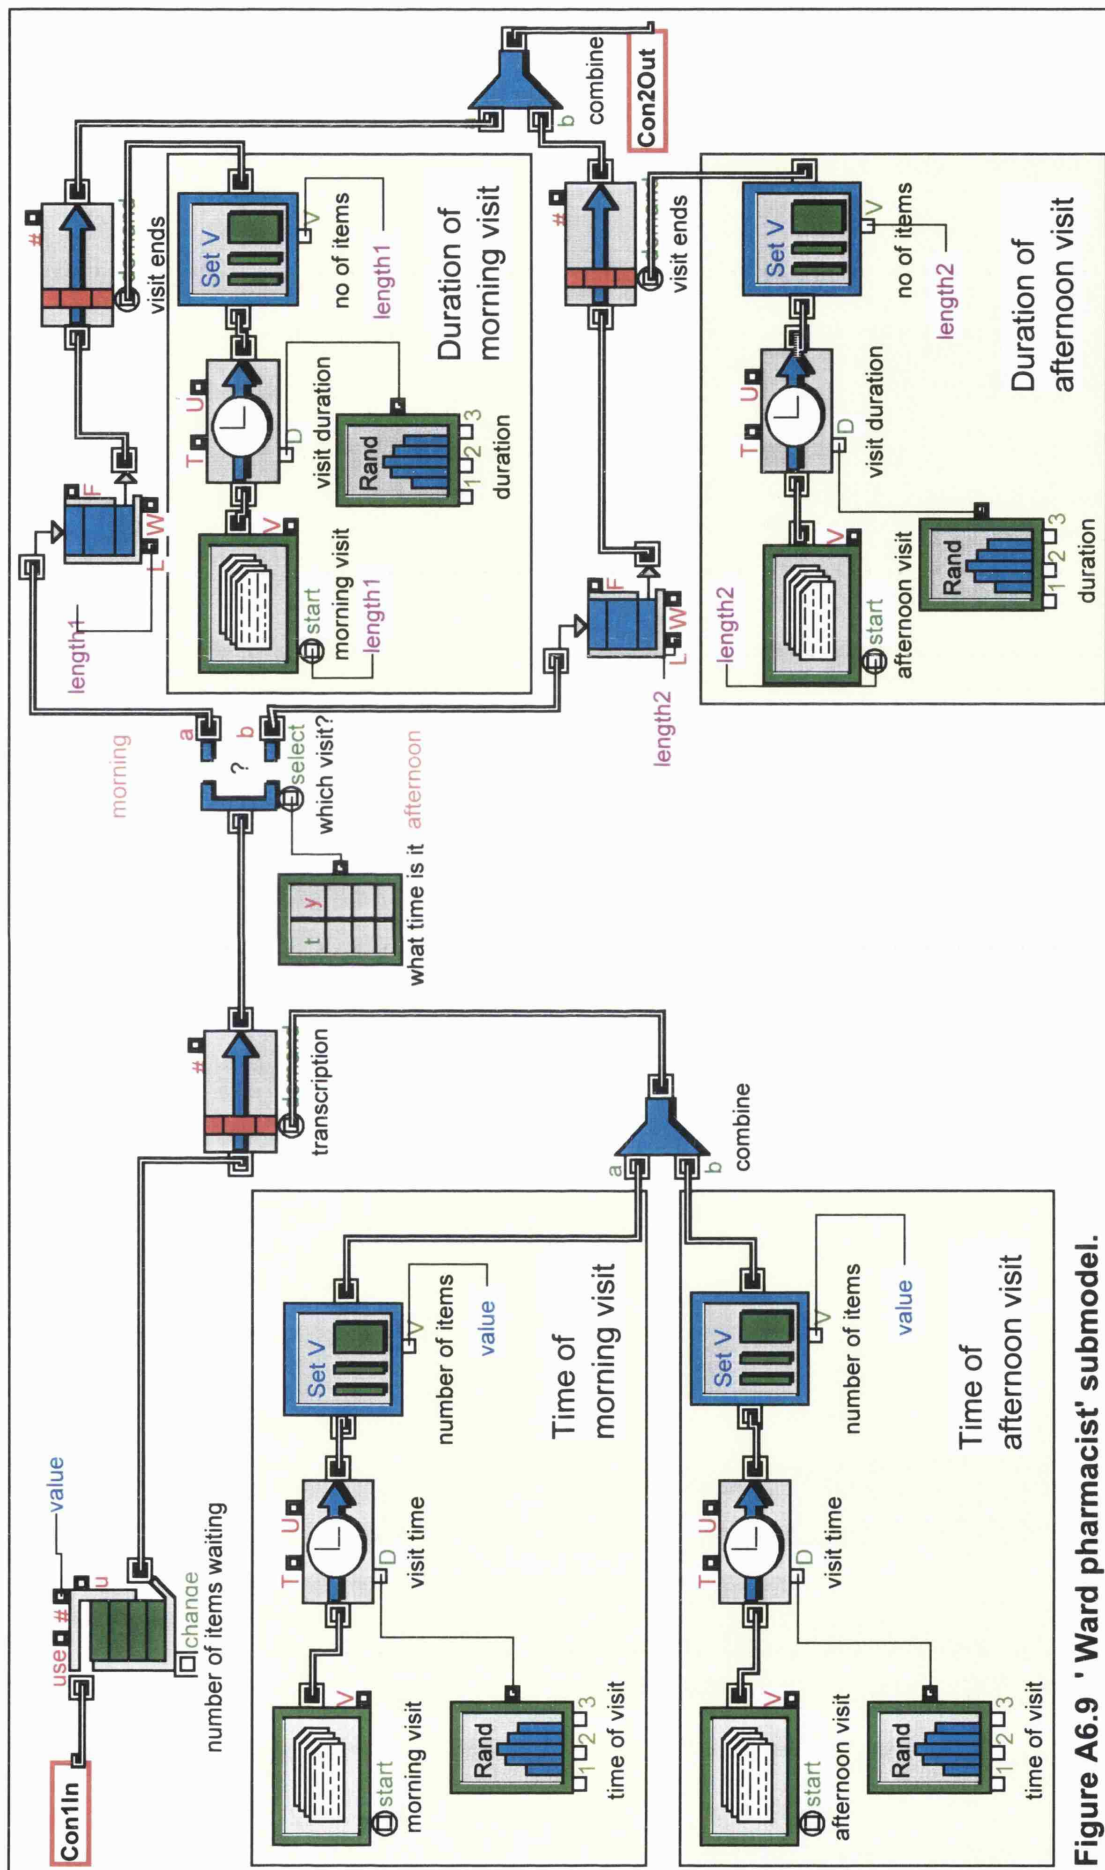 Con1In
use
#
value
u
change
number of items waiting
#
demand
transcription
morning
a
b
?
select
which visit?
t y
what time is it
afternoon
length1
F
L
W
#
demand
visit ends
V
start
morning visit
length1
T
U
D
visit duration
Rand
1 2 3
duration
Set V
V
no of items
length1
Duration of
morning visit
b
combine
Con2Out
V
start
morning visit
T
U
D
visit time
Rand
1 2 3
time of visit
Set V
V
number of items
value
Time of
morning visit
a
b
combine
length2
F
L
W
#
demand
visit ends
V
start
afternoon visit
T
U
D
visit time
Rand
1 2 3
time of visit
Set V
V
number of items
value
Time of
afternoon visit
length2
V
start
afternoon visit
T
U
D
visit duration
Rand
1 2 3
duration
Set V
V
no of items
length2
Duration of
afternoon visit
Figure A6.9 ' Ward pharmacist' submodel.